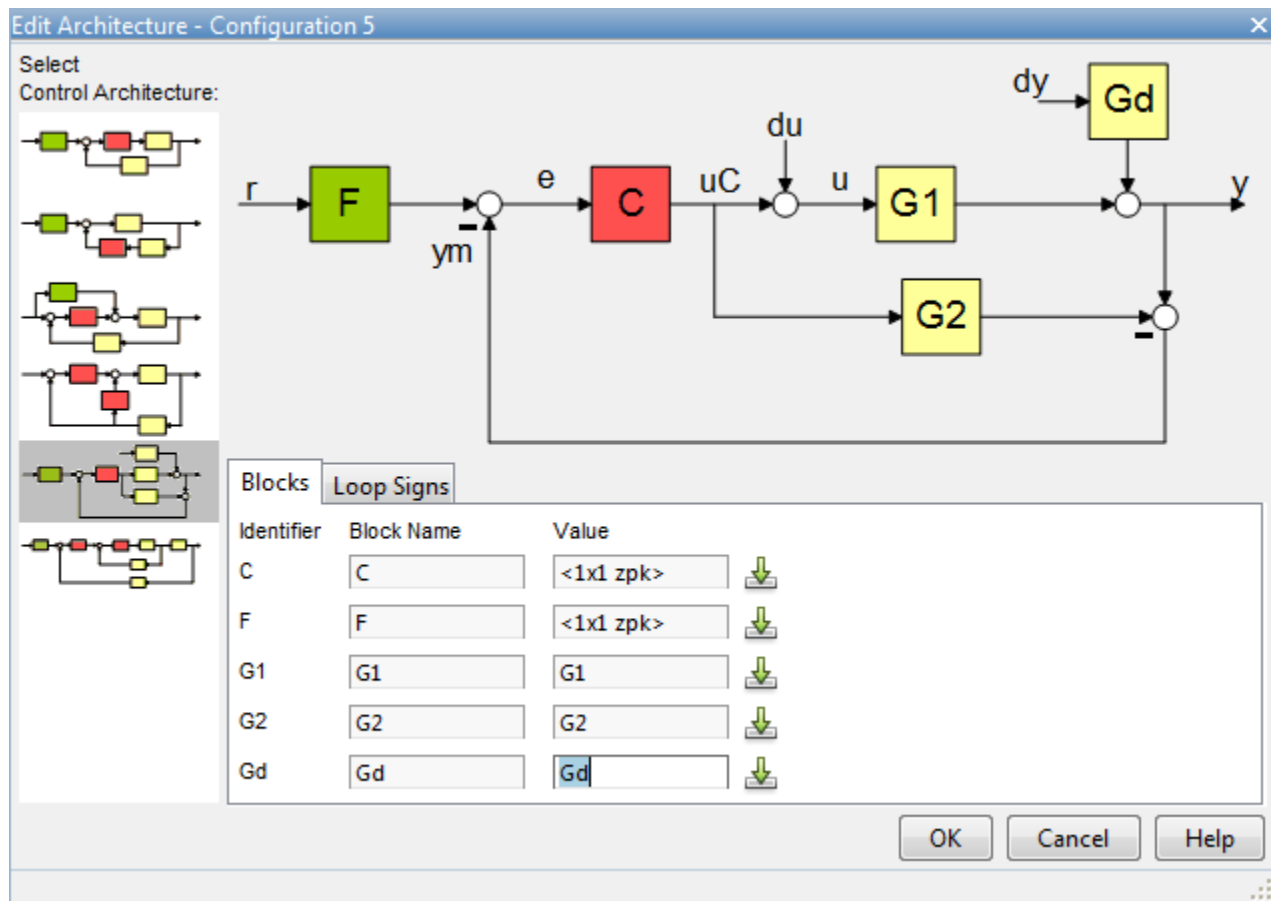 Edit Architecture - Configuration 5
Select
Control Architecture:
dy
Gd
du
r
F
e
C
uC
u
G1
y
ym
G2
Blocks
Loop Signs
Identifier Block Name Value
C C <1x1 zpk>
F F <1x1 zpk>
G1 G1 G1
G2 G2 G2
Gd Gd Gd
OK Cancel Help